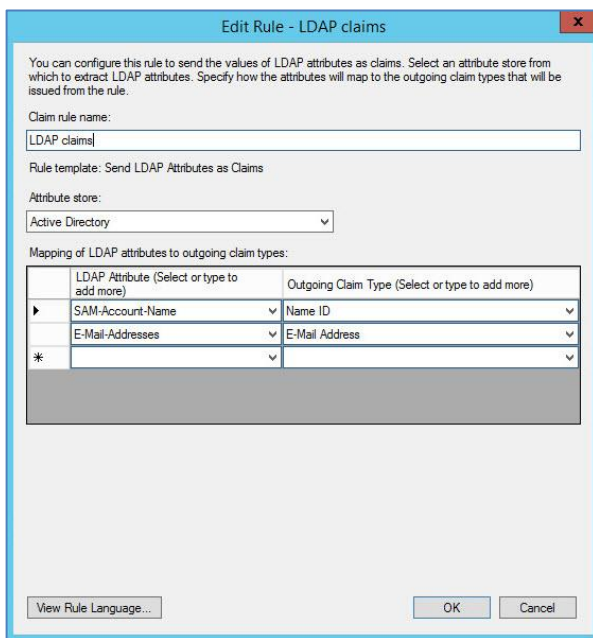 Edit Rule - LDAP claims
x
You can configure this rule to send the values of LDAP attributes as claims. Select an attribute store from
which to extract LDAP attributes. Specify how the attributes will map to the outgoing claim types that will be
issued from the rule.
Claim rule name:
LDAP claims
Rule template: Send LDAP Attributes as Claims
Attribute store:
Active Directory
Mapping of LDAP attributes to outgoing claim types:
LDAP Attribute (Select or type to
add more)
Outgoing Claim Type (Select or type to add more)
SAM-Account-Name Name ID
E-Mail-Addresses E-Mail Address
*
View Rule Language... OK Cancel